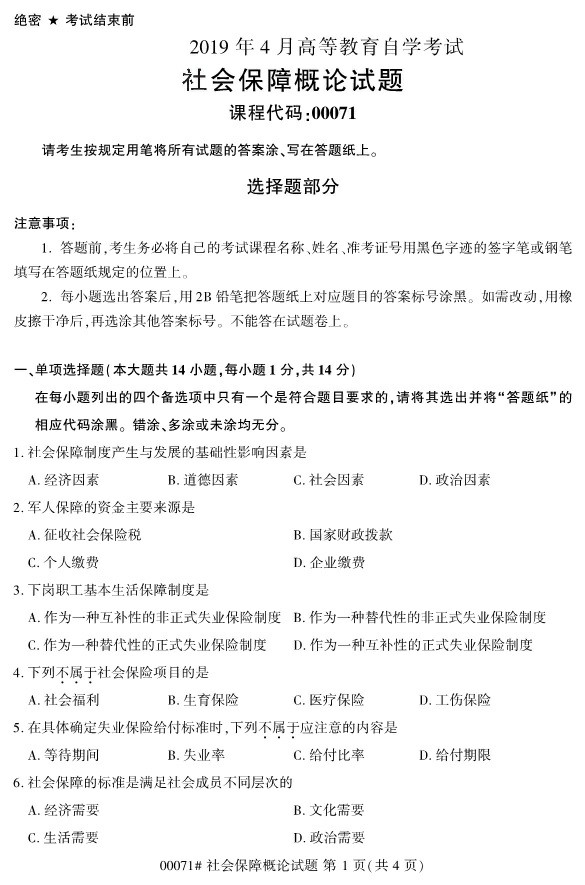 绝密 ★ 考试结束前
2019 年 4 月高等教育自学考试
社会保障概论试题
课程代码:00071
请考生按规定用笔将所有试题的答案涂、写在答题纸上。
选择题部分
注意事项:
1. 答题前,考生务必将自己的考试课程名称、姓名、准考证号用黑色字迹的签字笔或钢笔
填写在答题纸规定的位置上。
2. 每小题选出答案后,用 2B 铅笔把答题纸上对应题目的答案标号涂黑。如需改动,用橡
皮擦干净后,再选涂其他答案标号。不能答在试题卷上。
一、单项选择题(本大题共 14 小题,每小题 1 分,共 14 分)
在每小题列出的四个备选项中只有一个是符合题目要求的,请将其选出并将“答题纸”的
相应代码涂黑。错涂、多涂或未涂均无分。
1. 社会保障制度产生与发展的基础性影响因素是
A. 经济因素 B. 道德因素 C. 社会因素 D. 政治因素
2. 军人保障的资金主要来源是
A. 征收社会保险税 B. 国家财政拨款
C. 个人缴费 D. 企业缴费
3. 下岗职工基本生活保障制度是
A. 作为一种互补性的非正式失业保险制度 B. 作为一种替代性的非正式失业保险制度
C. 作为一种替代性的正式失业保险制度 D. 作为一种互补性的正式失业保险制度
4. 下列不属于社会保险项目的是
A. 社会福利 B. 生育保险 C. 医疗保险 D. 工伤保险
5. 在具体确定失业保险给付标准时,下列不属于应注意的内容是
A. 等待期间 B. 失业率 C. 给付比率 D. 给付期限
6. 社会保障的标准是满足社会成员不同层次的
A. 经济需要 B. 文化需要
C. 生活需要 D. 政治需要
00071# 社会保障概论试题 第 1 页(共 4 页)